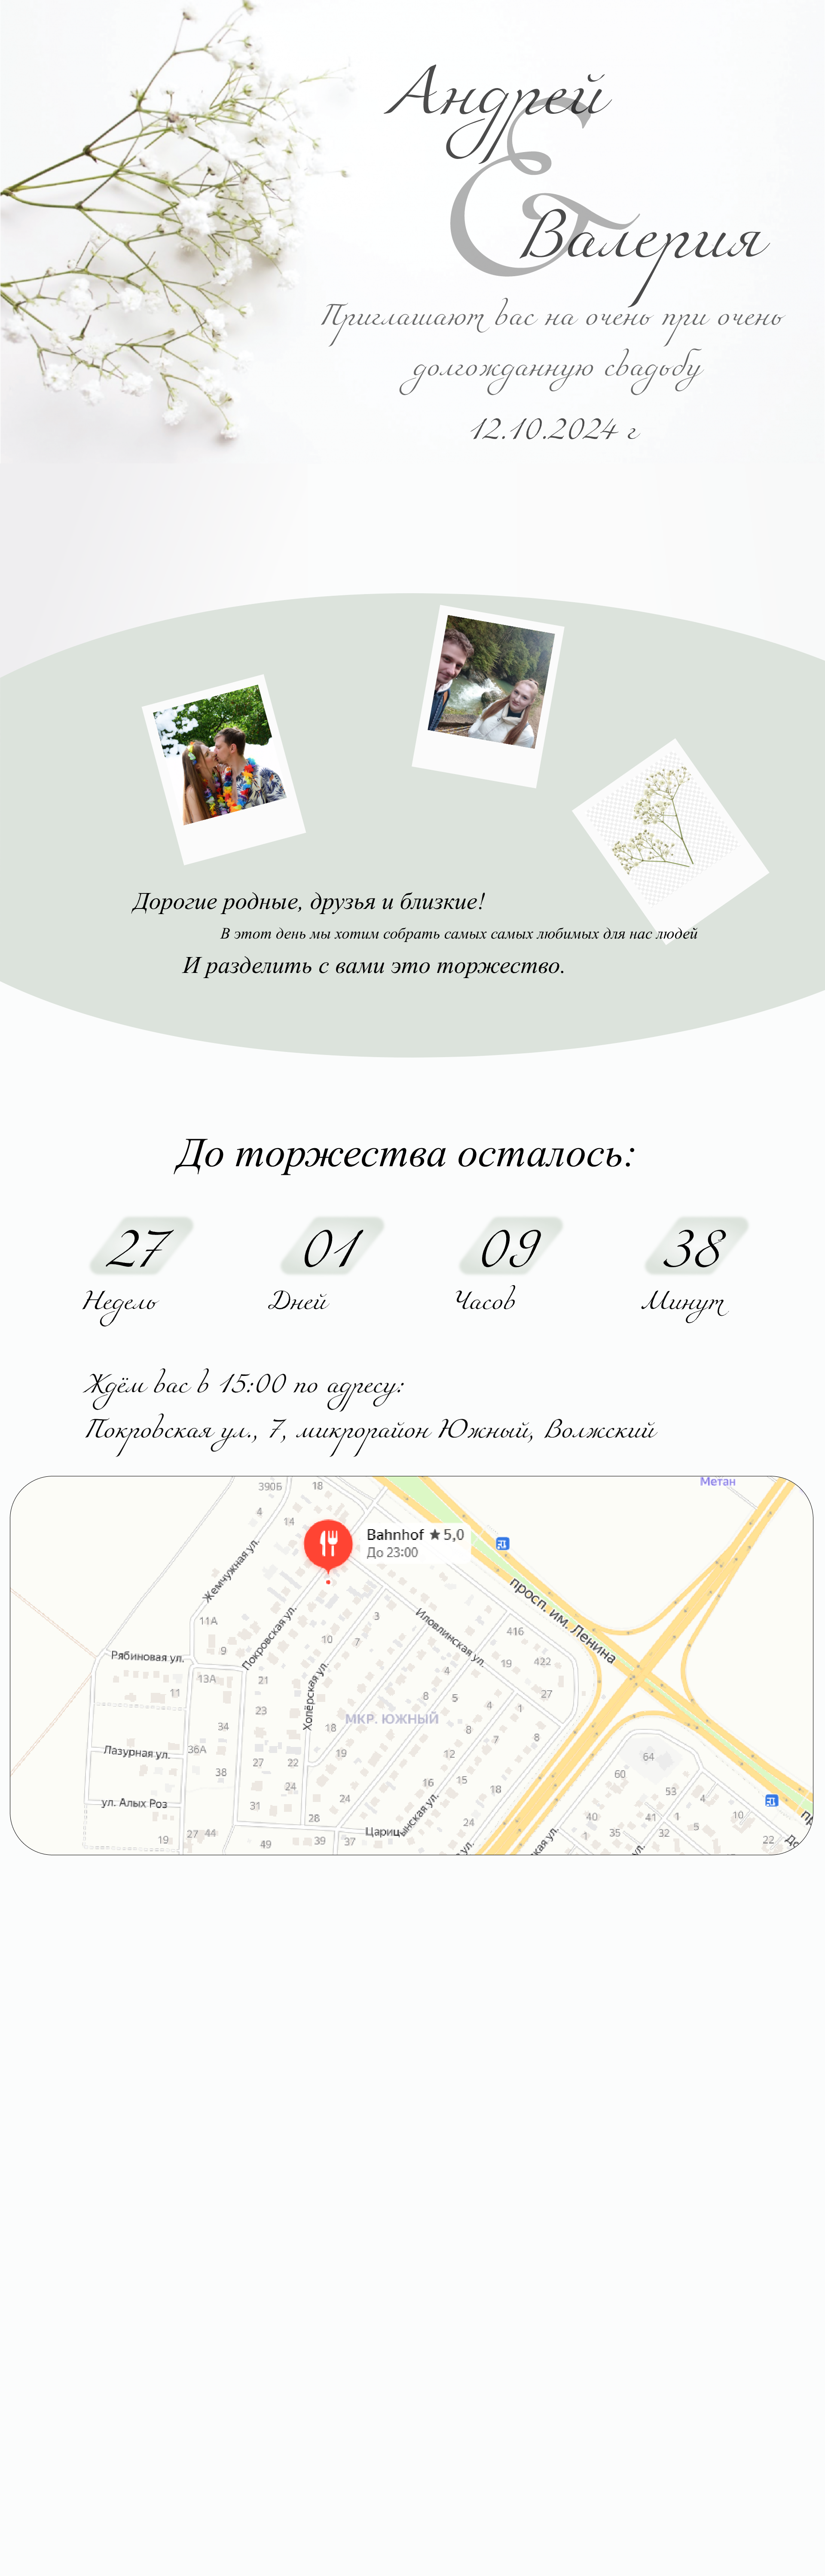 Андрей
&
Валерия
Приглашают вас на очень при очень
долгожданную свадьбу
12.10.2024 г
Дорогие родные, друзья и близкие!
В этот день мы хотим собрать самых самых любимых для нас людей
И разделить с вами это торжество.
До торжества осталось:
27 01 09 38
Недель Дней Часов Минут
Ждём вас в 15:00 по адресу:
Покровская ул., 7, микрорайон Южный, Волжский
Метан
390Б
18
4
14
Bahnhof ★ 5,0
До 23:00
Жемчужная ул.
просп. им. Ленина
11А
3
Иловлинская ул.
416
Покровская ул.
10
7
9
Рябиновая ул.
19
422
13А
21
4
11
8
5
27
Хопёрская ул.
4
1
23
МКР. ЮЖНЫЙ
34
18
8
36А
19
7
8
Лазурная ул.
12
64
27
22
38
60
24
16
15
18
53
4
ул. Алых Роз
31
24
28
24
40
41
1
10
5
19
27
44
Цариц
ынская ул.
1
35
32
22
49
39
37
ул.
кая ул.
ул.